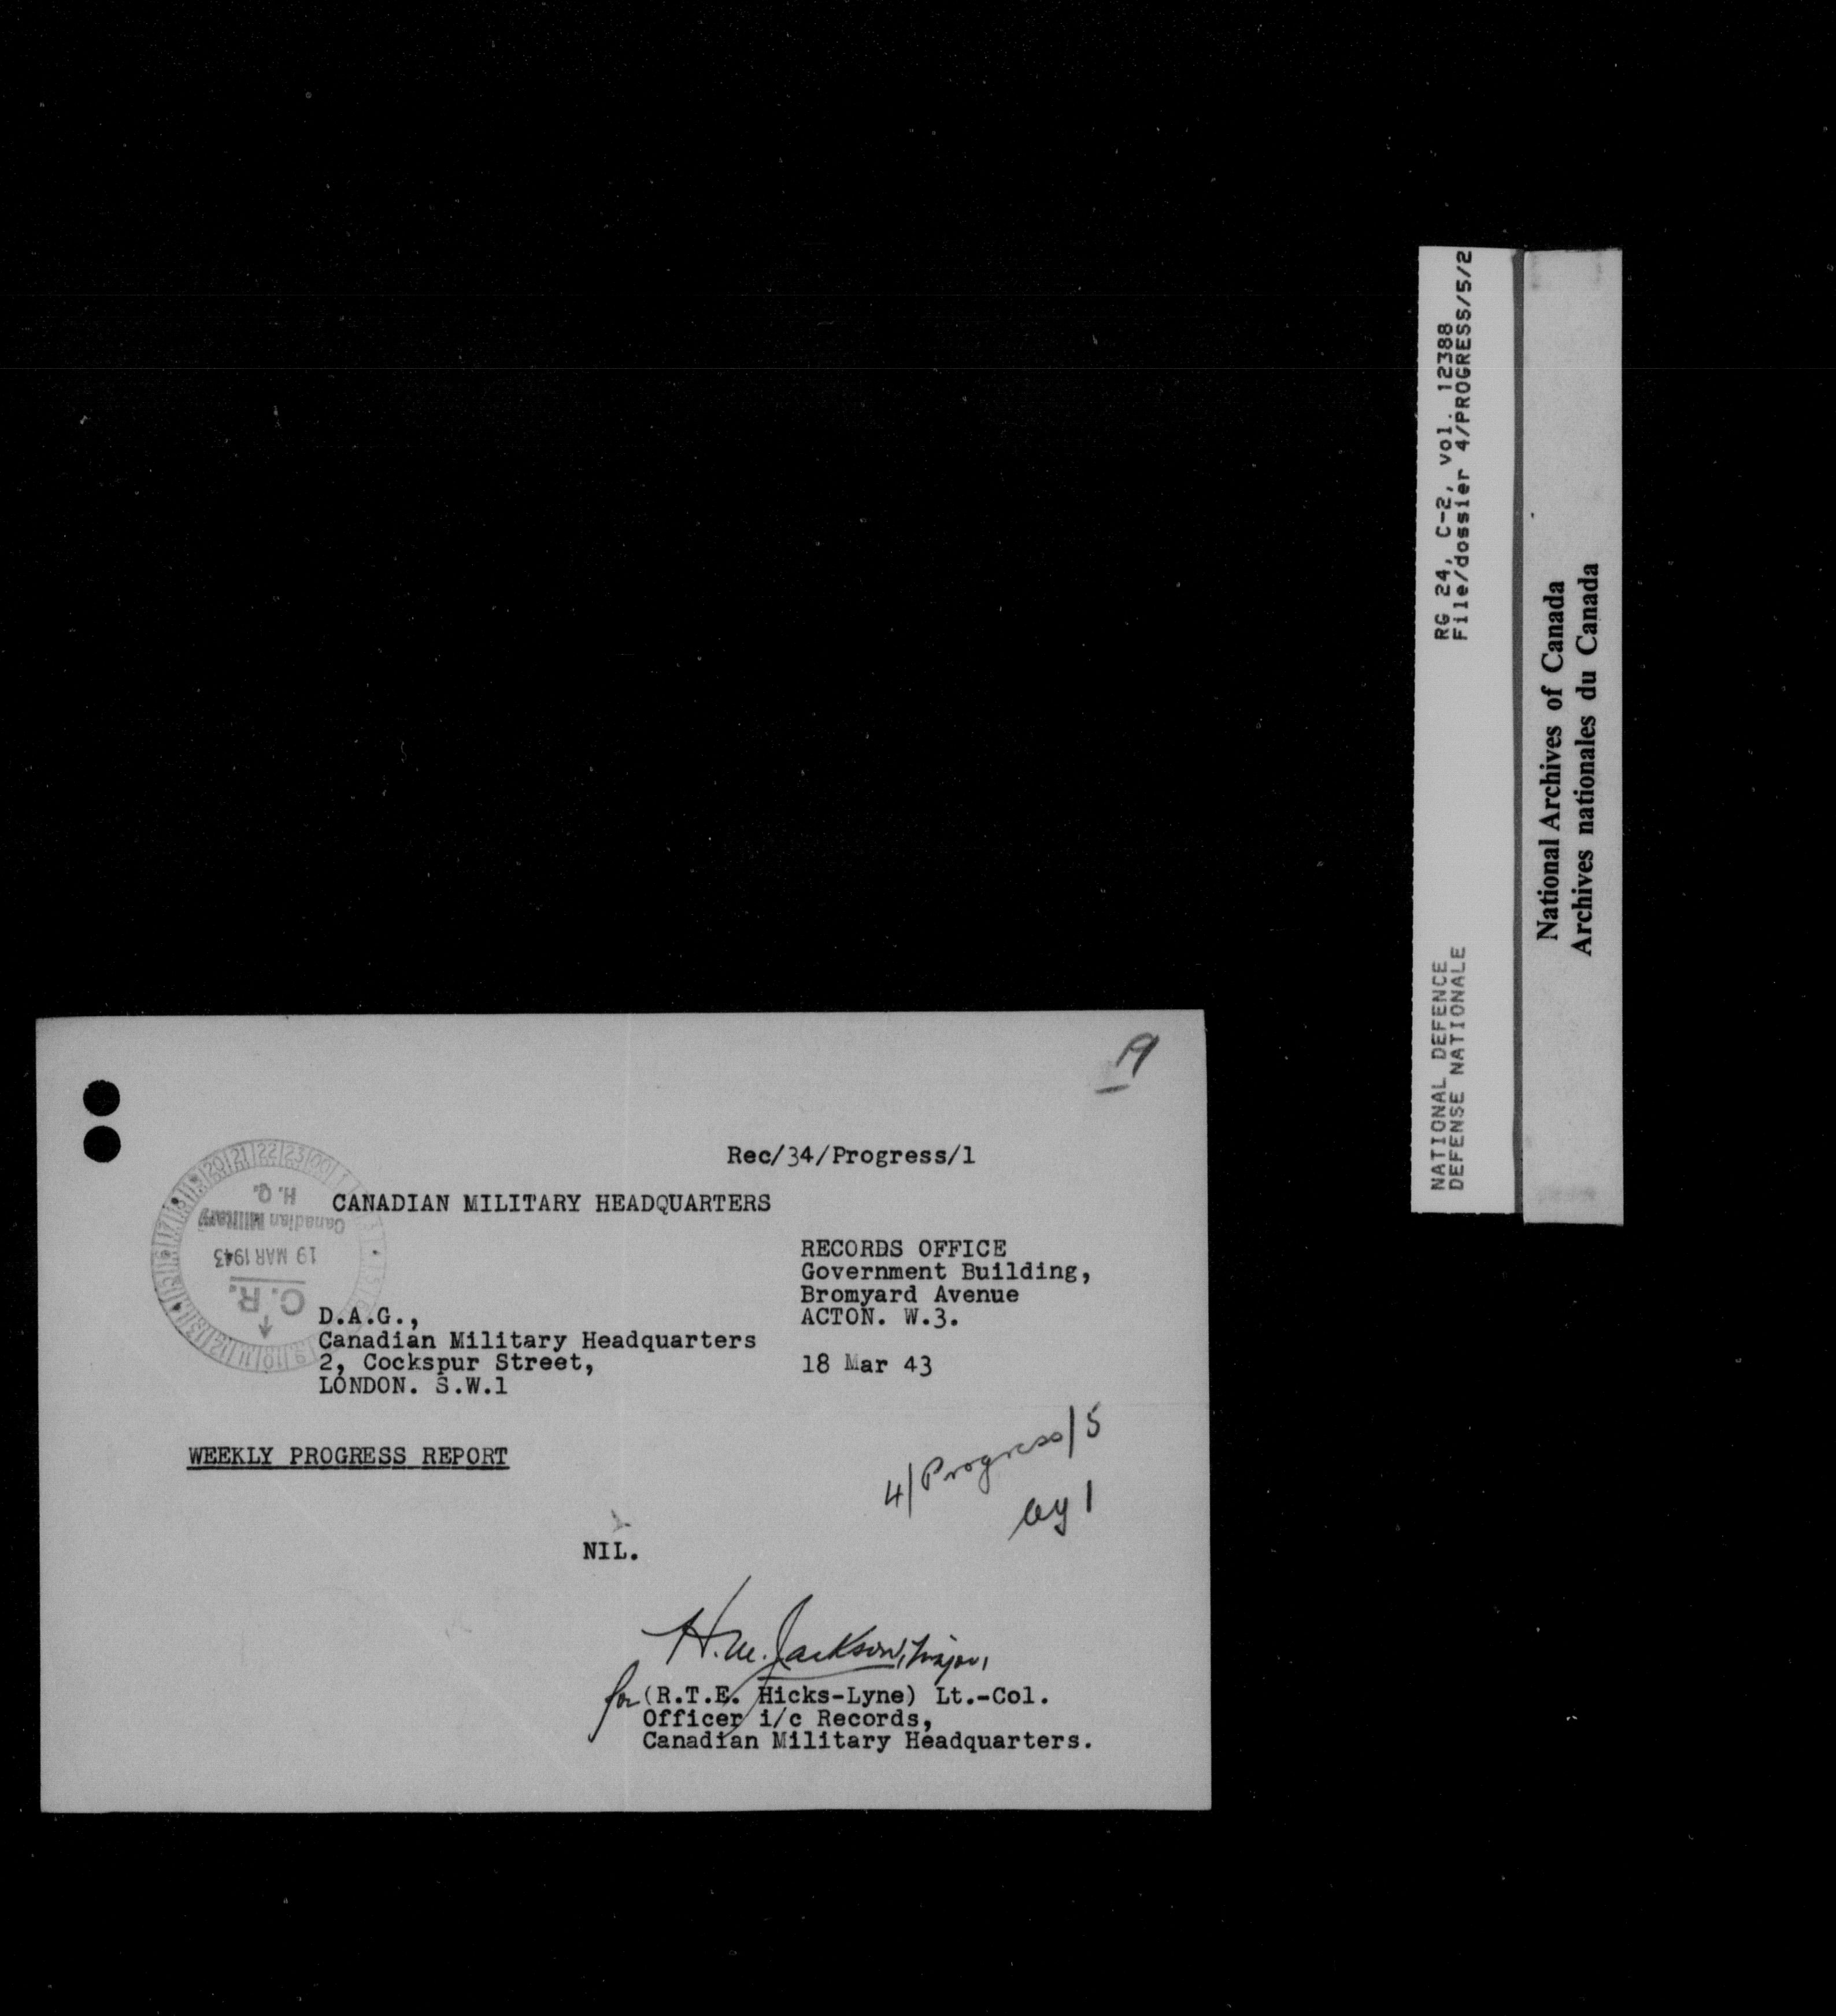 19
Rec/34/Progress/1
CANADIAN MILITARY HEADQUARTERS
H. Q.
Canadian Military
19 MAR 1943
C.R.
RECORDS OFFICE
Government Building,
Bromyard Avenue
ACTON. W.3.
18 Mar 43
D.A.G.,
Canadian Military Headquarters
2, Cockspur Street,
LONDON. S.W.1
WEEKLY PROGRESS REPORT
4/Progress/5
NIL.
H.M. Jackson, Major,
for (R.T.E. Hicks-Lyne) Lt.-Col.
Officer i/c Records,
Canadian Military Headquarters.
RG 24, C-2, vol. 12388
File/dossier 4/PROGRESS/5/2
NATIONAL DEFENCE
DEFENSE NATIONALE
National Archives of Canada
Archives nationales du Canada